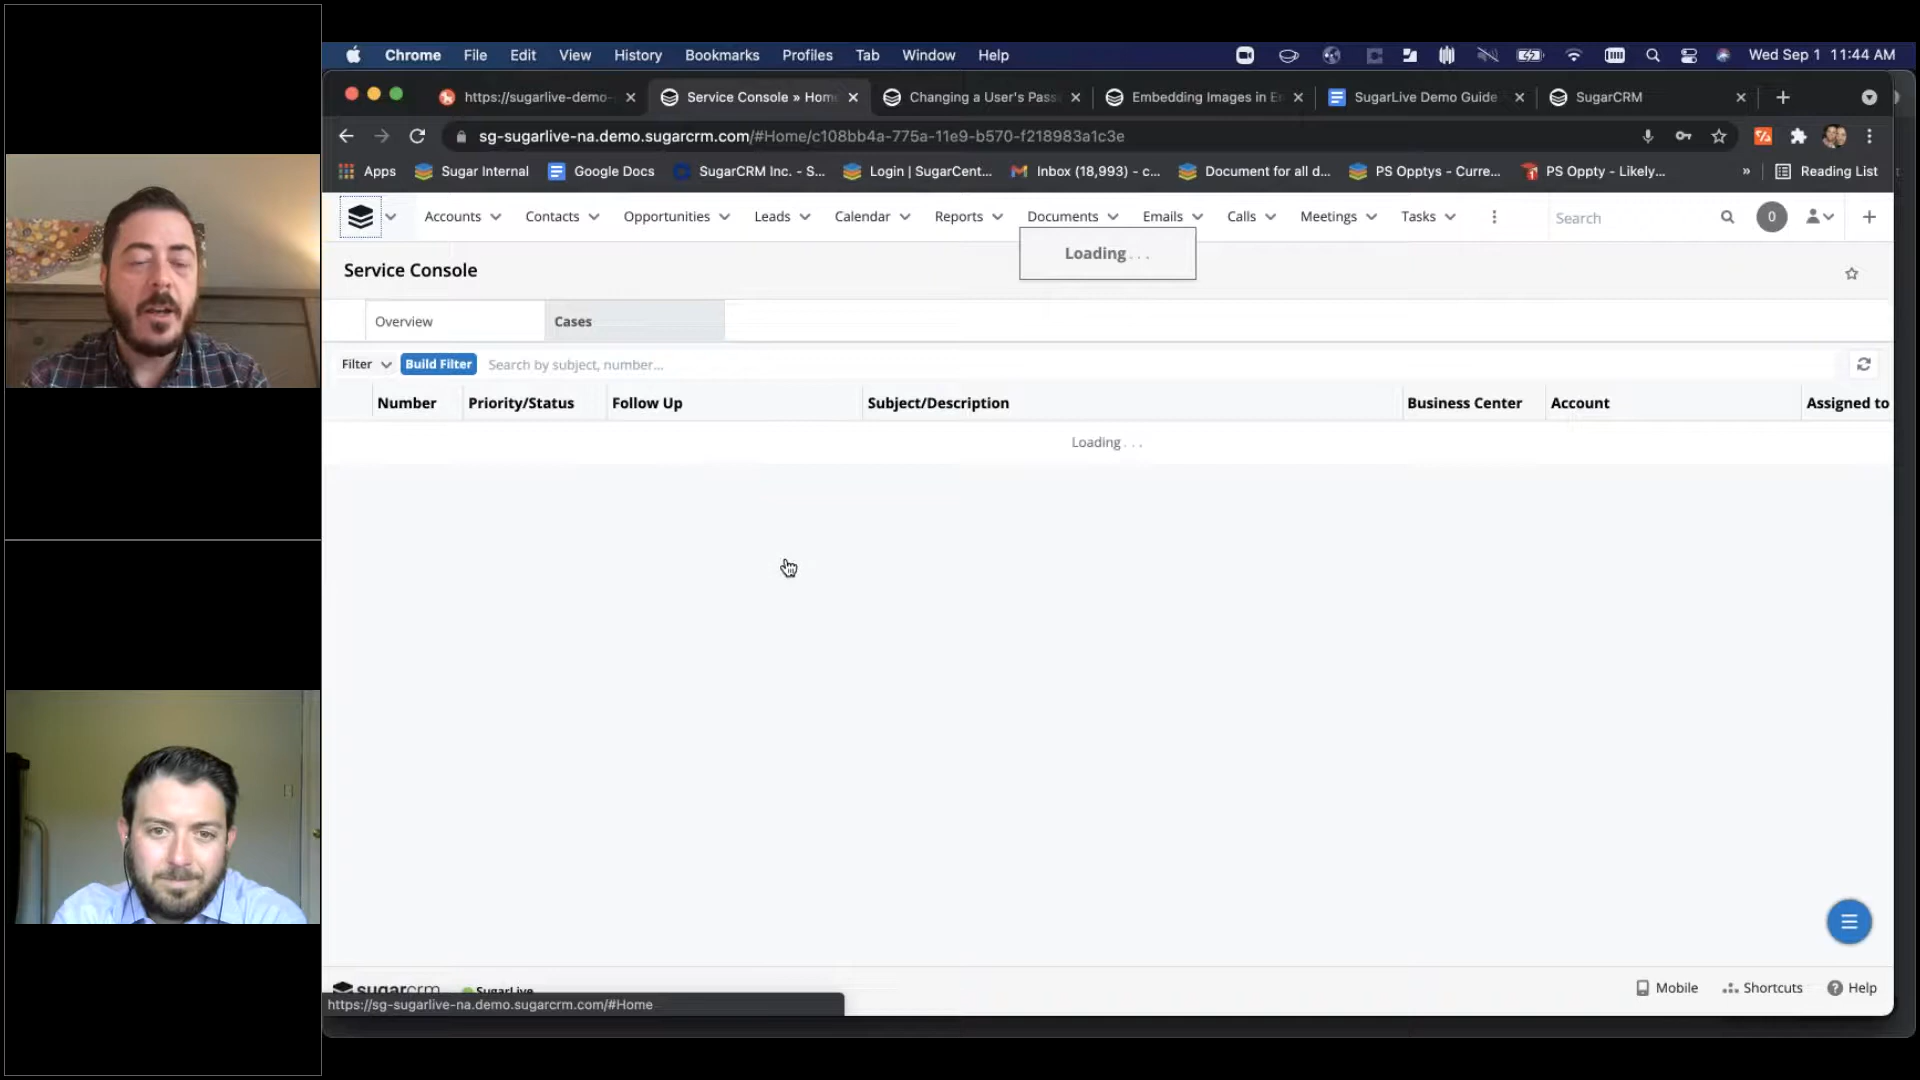 Chrome File Edit View History Bookmarks Profiles Tab Window Help Wed Sep 1 11:44 AM
https://sugarlive-demo- Service Console » Hom Changing a User's Pass Embedding Images in E SugarLive Demo Guide SugarCRM
sg-sugarlive-na.demo.sugarcrm.com/#Home/c108bb4a-775a-11e9-b570-f218983a1c3e
Apps Sugar Internal Google Docs SugarCRM Inc. - S... Login | SugarCent... Inbox (18,993) - c... Document for all d... PS Opptys - Curre... PS Oppty - Likely... » Reading List
Accounts Contacts Opportunities Leads Calendar Reports Documents Emails Calls Meetings Tasks Search 0
Loading...
Service Console
Overview Cases
Filter Build Filter Search by subject, number...
Number Priority/Status Follow Up Subject/Description Business Center Account Assigned to
Loading...
sugarcrm SugarLive Mobile Shortcuts Help
https://sg-sugarlive-na.demo.sugarcrm.com/#Home